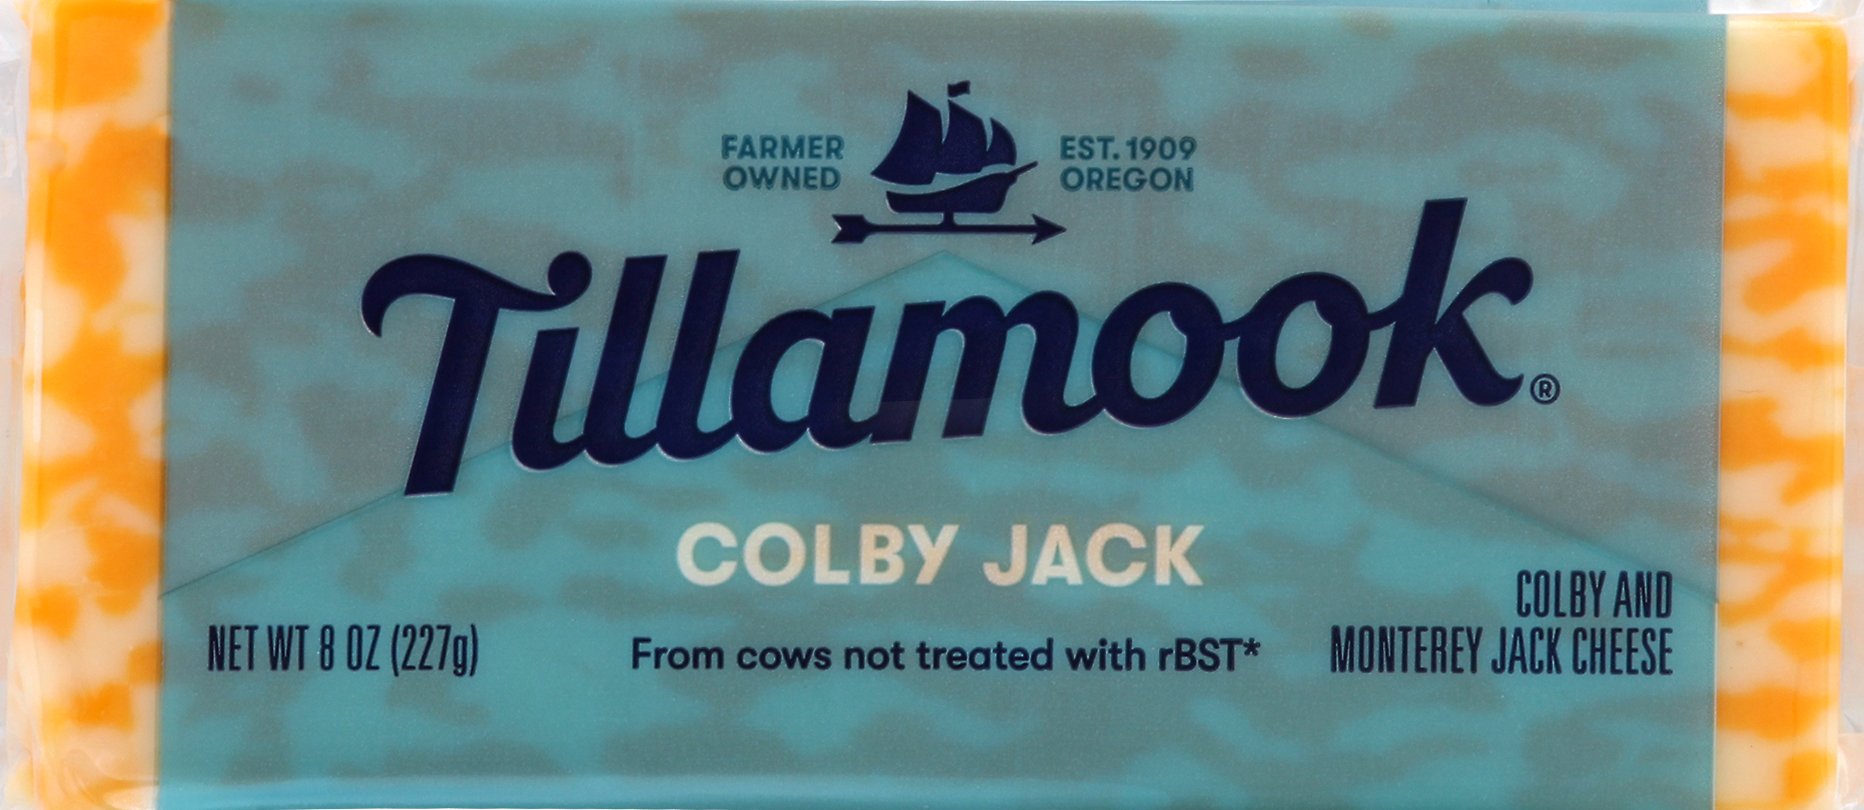 FARMER
OWNED
EST. 1909
OREGON
Tillamook®
COLBY JACK
NET WT 8 OZ (227g)
From cows not treated with rBST*
COLBY AND
MONTEREY JACK CHEESE